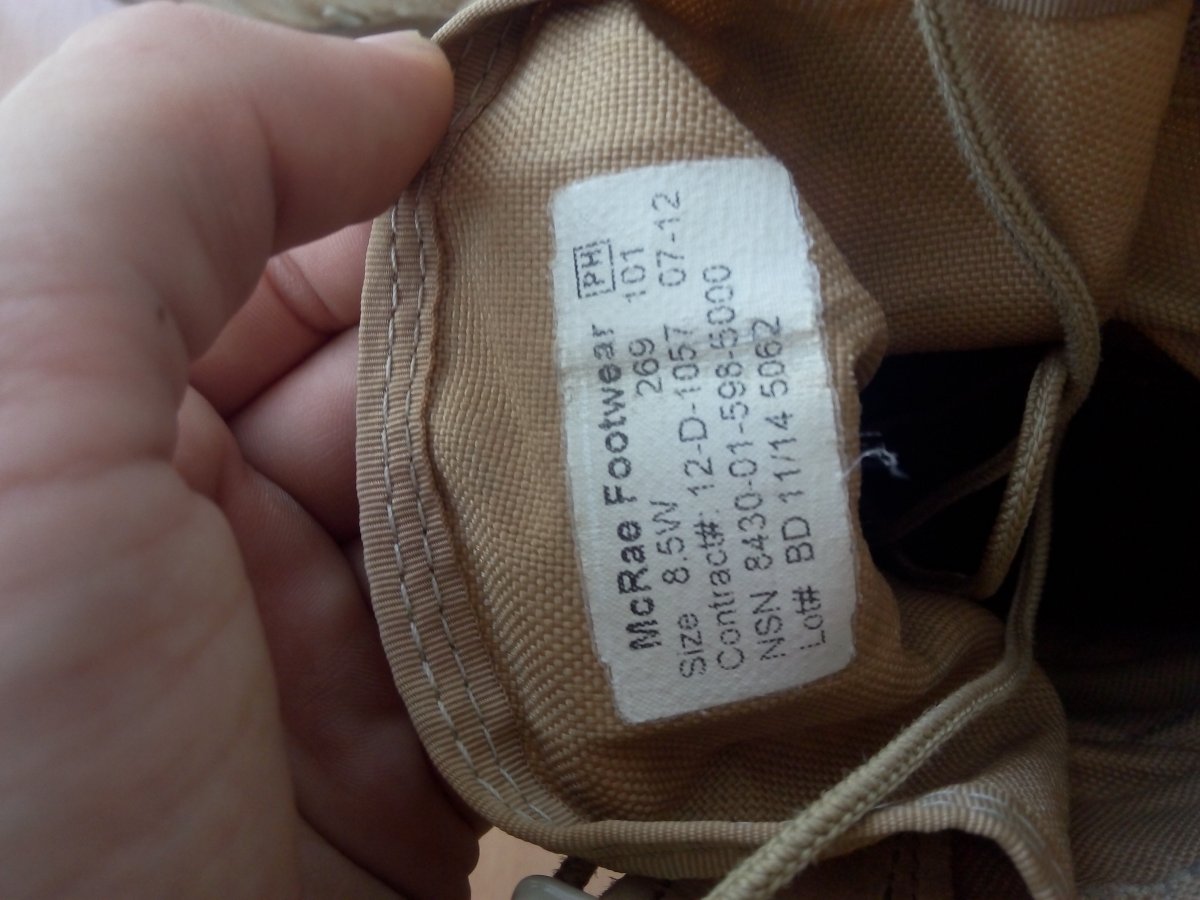 McRae Footwear PH
Size 8.5W 269 101
Contract#: 12-D-1057 07-12
NSN 8430-01-598-5000
Lot# BD 11/14 5062